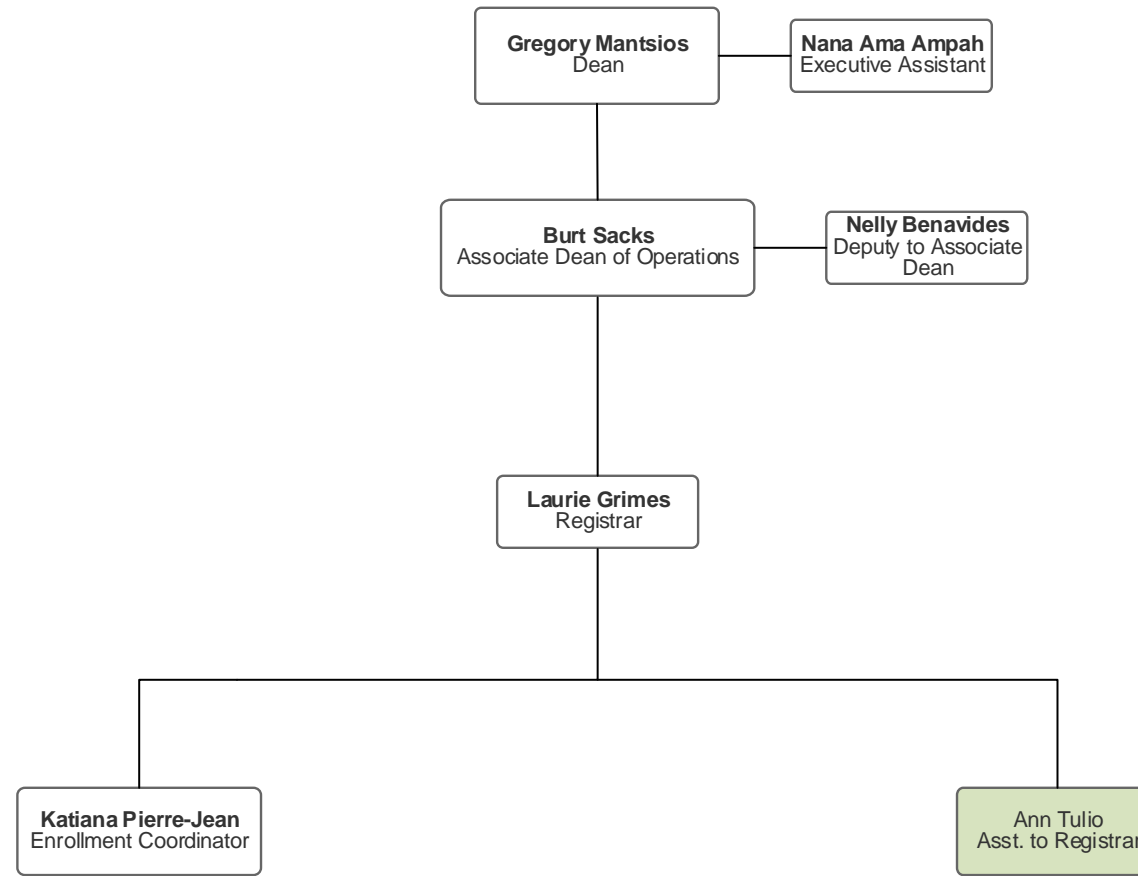 Gregory Mantsios
Dean
Nana Ama Ampah
Executive Assistant
Burt Sacks
Associate Dean of Operations
Nelly Benavides
Deputy to Associate
Dean
Laurie Grimes
Registrar
Katiana Pierre-Jean
Enrollment Coordinator
Ann Tulio
Asst. to Registrar